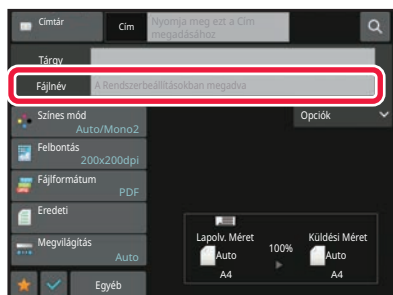 Címtár
Cím
Nyomja meg ezt a Cím
megadásához
Tárgy
Fájlnév
A Rendszerbeállításokban megadva
Színes mód
Auto/Mono2
Opciók
Felbontás
200x200dpi
Fájlformátum
PDF
Eredeti
Megvilágítás
Auto
Lapolv. Méret
Auto
A4
100%
Küldési Méret
Auto
A4
Egyéb